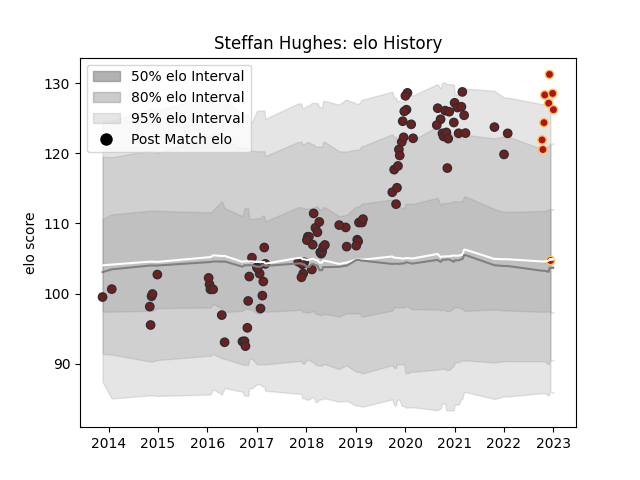 Steffan Hughes: elo History
50% elo Interval
80% elo Interval
95% elo Interval
Post Match elo
elo score
130
120
110
100
90
2014 2015 2016 2017 2018 2019 2020 2021 2022 2023